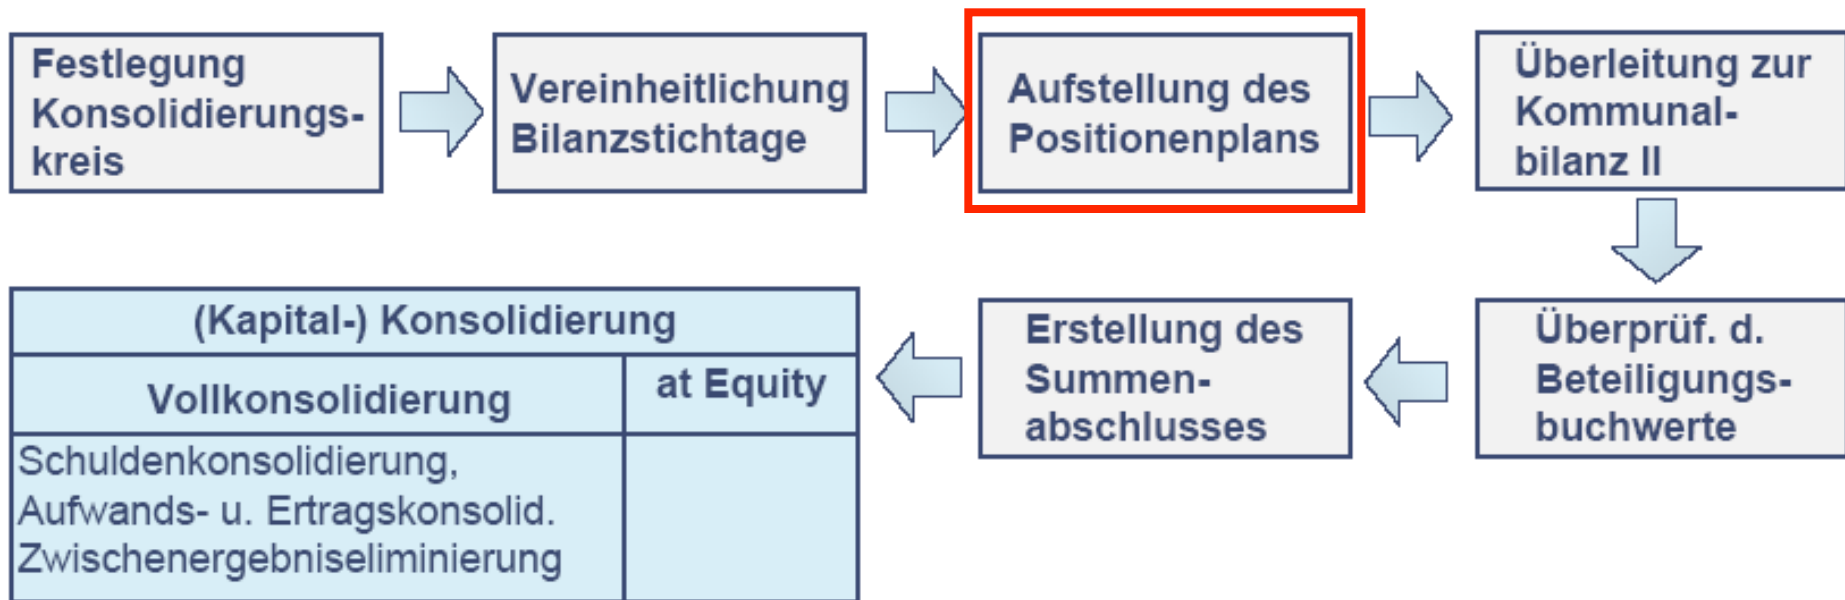 Festlegung
Konsolidierungs-
kreis
Vereinheitlichung
Bilanzstichtage
Aufstellung des
Positionenplans
Überleitung zur
Kommunal-
bilanz II
Überprüf. d.
Beteiligungs-
buchwerte
Erstellung des
Summen-
abschlusses
(Kapital-) Konsolidierung
Vollkonsolidierung
at Equity
Schuldenkonsolidierung,
Aufwands- u. Ertragskonsolid.
Zwischenergebniseliminierung